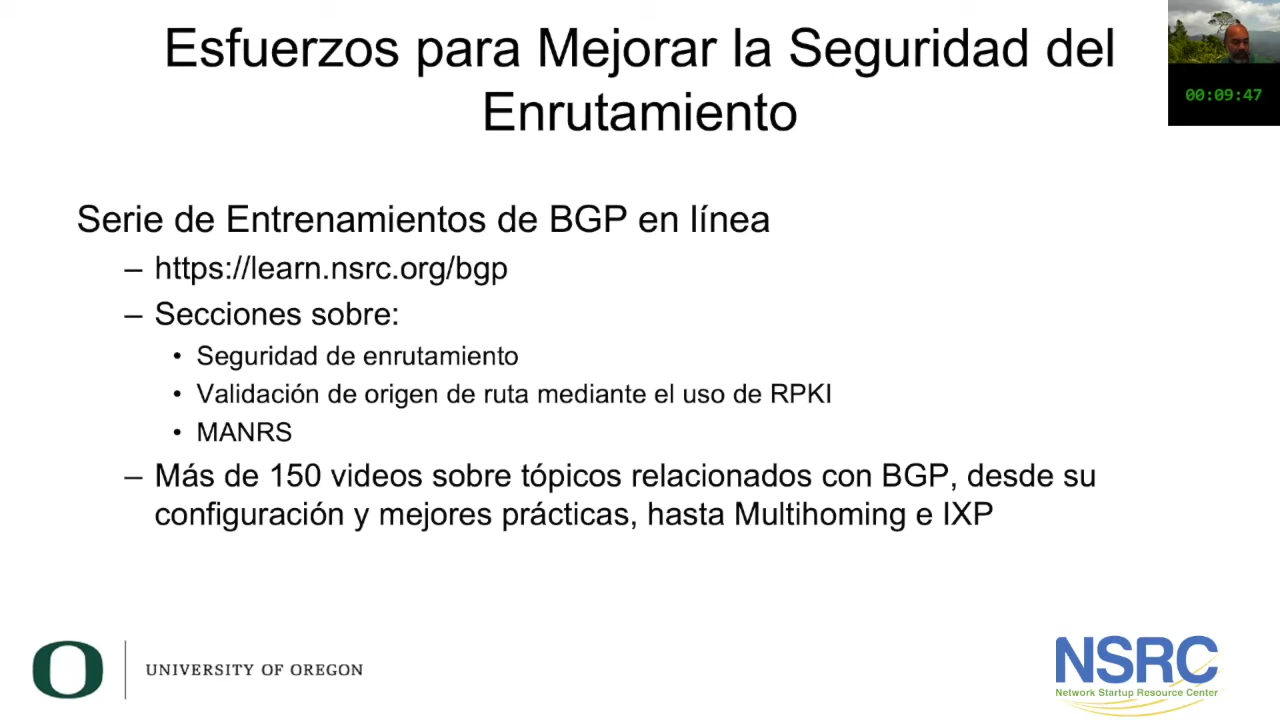 Esfuerzos para Mejorar la Seguridad del
Enrutamiento
00:09:47
Serie de Entrenamientos de BGP en línea
– https://learn.nsrc.org/bgp
– Secciones sobre:
• Seguridad de enrutamiento
• Validación de origen de ruta mediante el uso de RPKI
• MANRS
– Más de 150 videos sobre tópicos relacionados con BGP, desde su
configuración y mejores prácticas, hasta Multihoming e IXP
O
UNIVERSITY OF OREGON
NSRC
Network Startup Resource Center